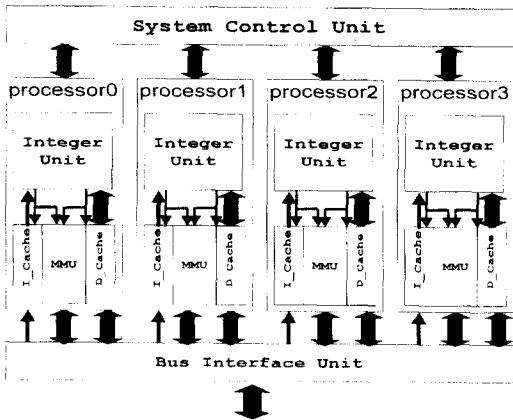 System Control Unit
processor0
processor1
processor2
processor3
Integer Unit
Integer Unit
Integer Unit
Integer Unit
I_Cache
MMU
D_Cache
I_Cache
MMU
D_Cache
I_Cache
MMU
D_Cache
I_Cache
MMU
D_Cache
Bus Interface Unit